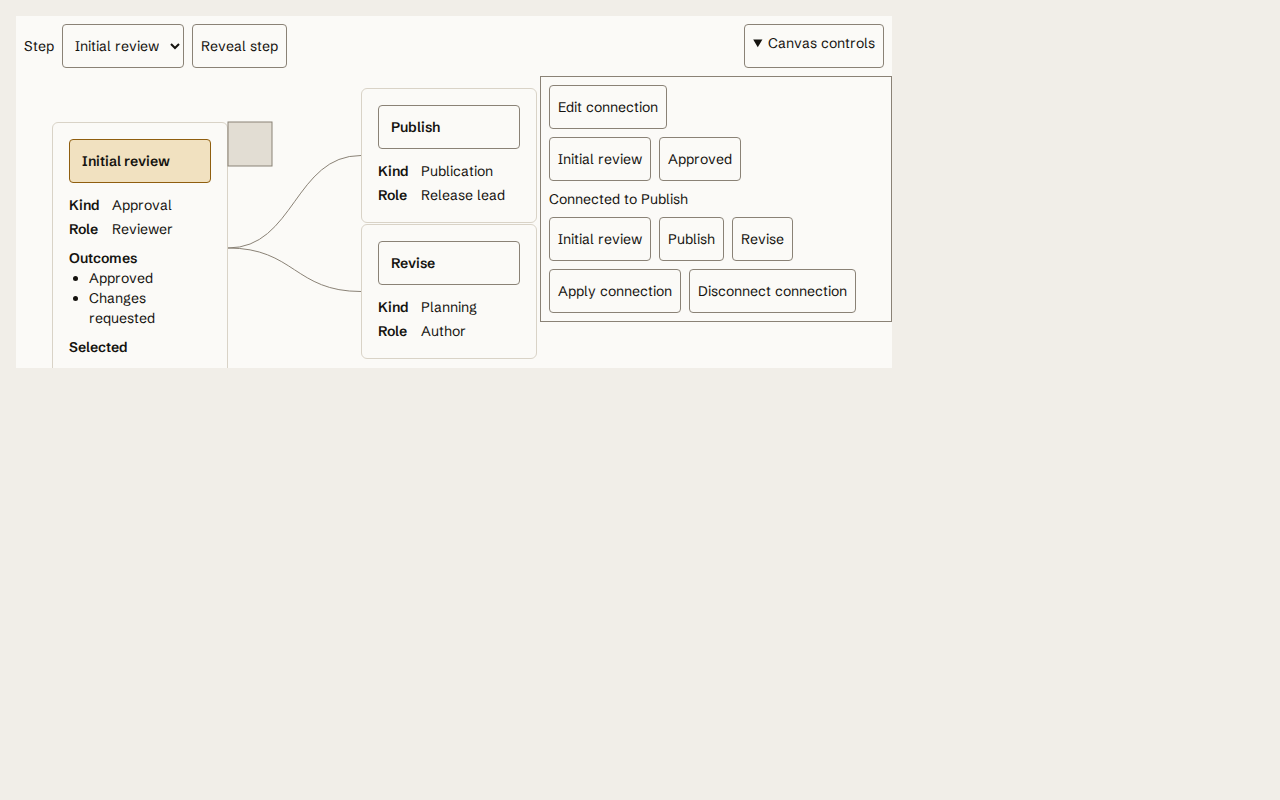 Step Initial review Reveal step
▼ Canvas controls
Initial review
Kind Approval
Role Reviewer
Outcomes
• Approved
• Changes
requested
Selected
Publish
Kind Publication
Role Release lead
Revise
Kind Planning
Role Author
Edit connection
Initial review Approved
Connected to Publish
Initial review Publish Revise
Apply connection Disconnect connection